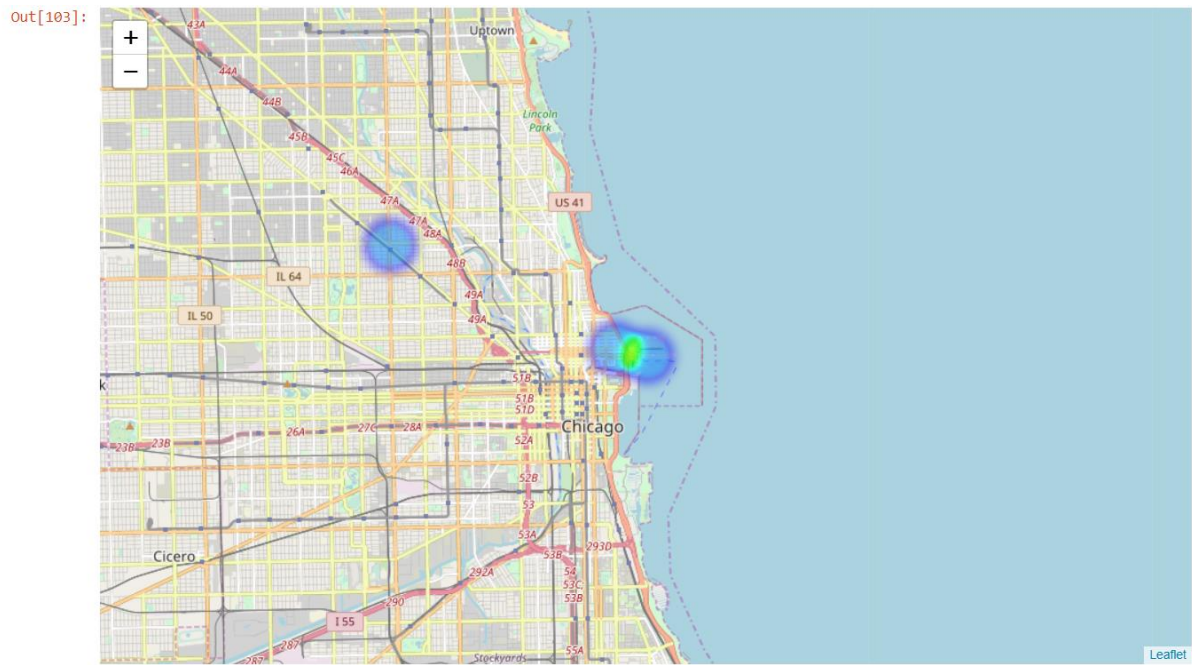 Out[103]:
+
−
43A
Uptown
44A
44B
Lincoln
Park
45B
45C
46A
47A
US 41
47A
48A
48B
IL 64
49A
IL 50
49A
k
51B
51B
51D
Chicago
27C
28A
26A
23B
23B
52A
52B
53
53A
293D
53B
Cicero
292A
54
53C
53B
290
I 55
287
55A
287
Stockyards
Leaflet